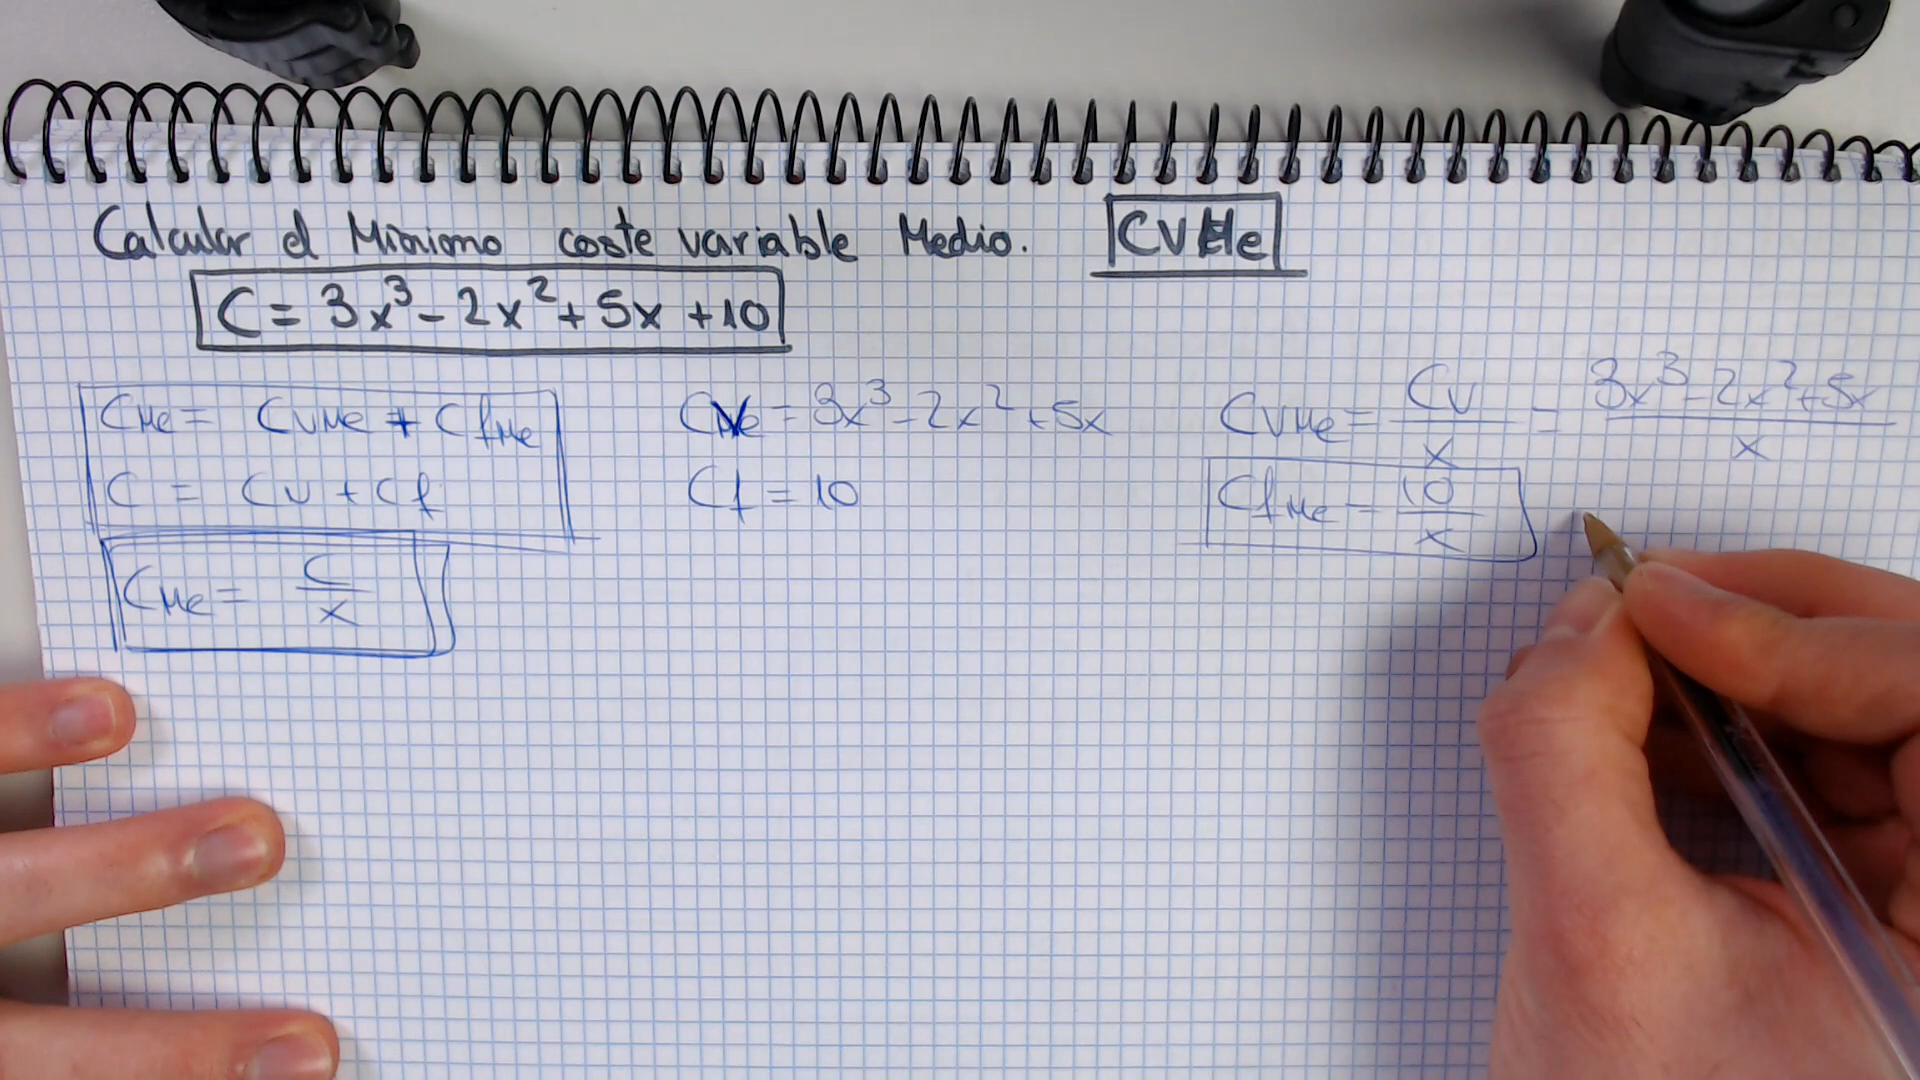 Calcular el Mínimo coste variable Medio. CVMe
C = 3x³ - 2x² + 5x + 10
CMe = CVMe + CfMe
C = CV + Cf
CMe = C/x
CV = 3x³ - 2x² + 5x
Cf = 10
CVMe = CV/x = 3x³ - 2x² + 5x/x
CfMe = 10/x